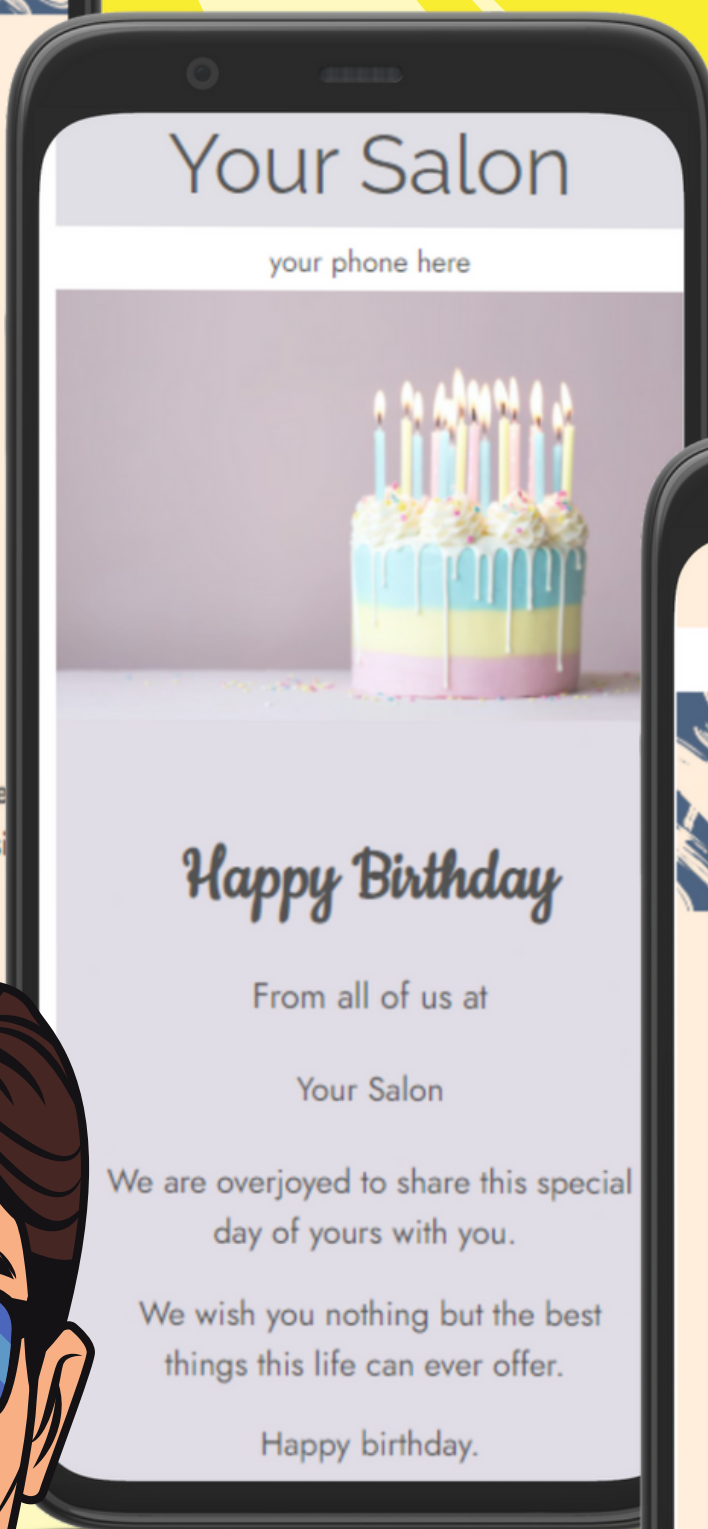 Your Salon
your phone here
Happy Birthday
From all of us at
Your Salon
We are overjoyed to share this special
day of yours with you.
We wish you nothing but the best
things this life can ever offer.
Happy birthday.